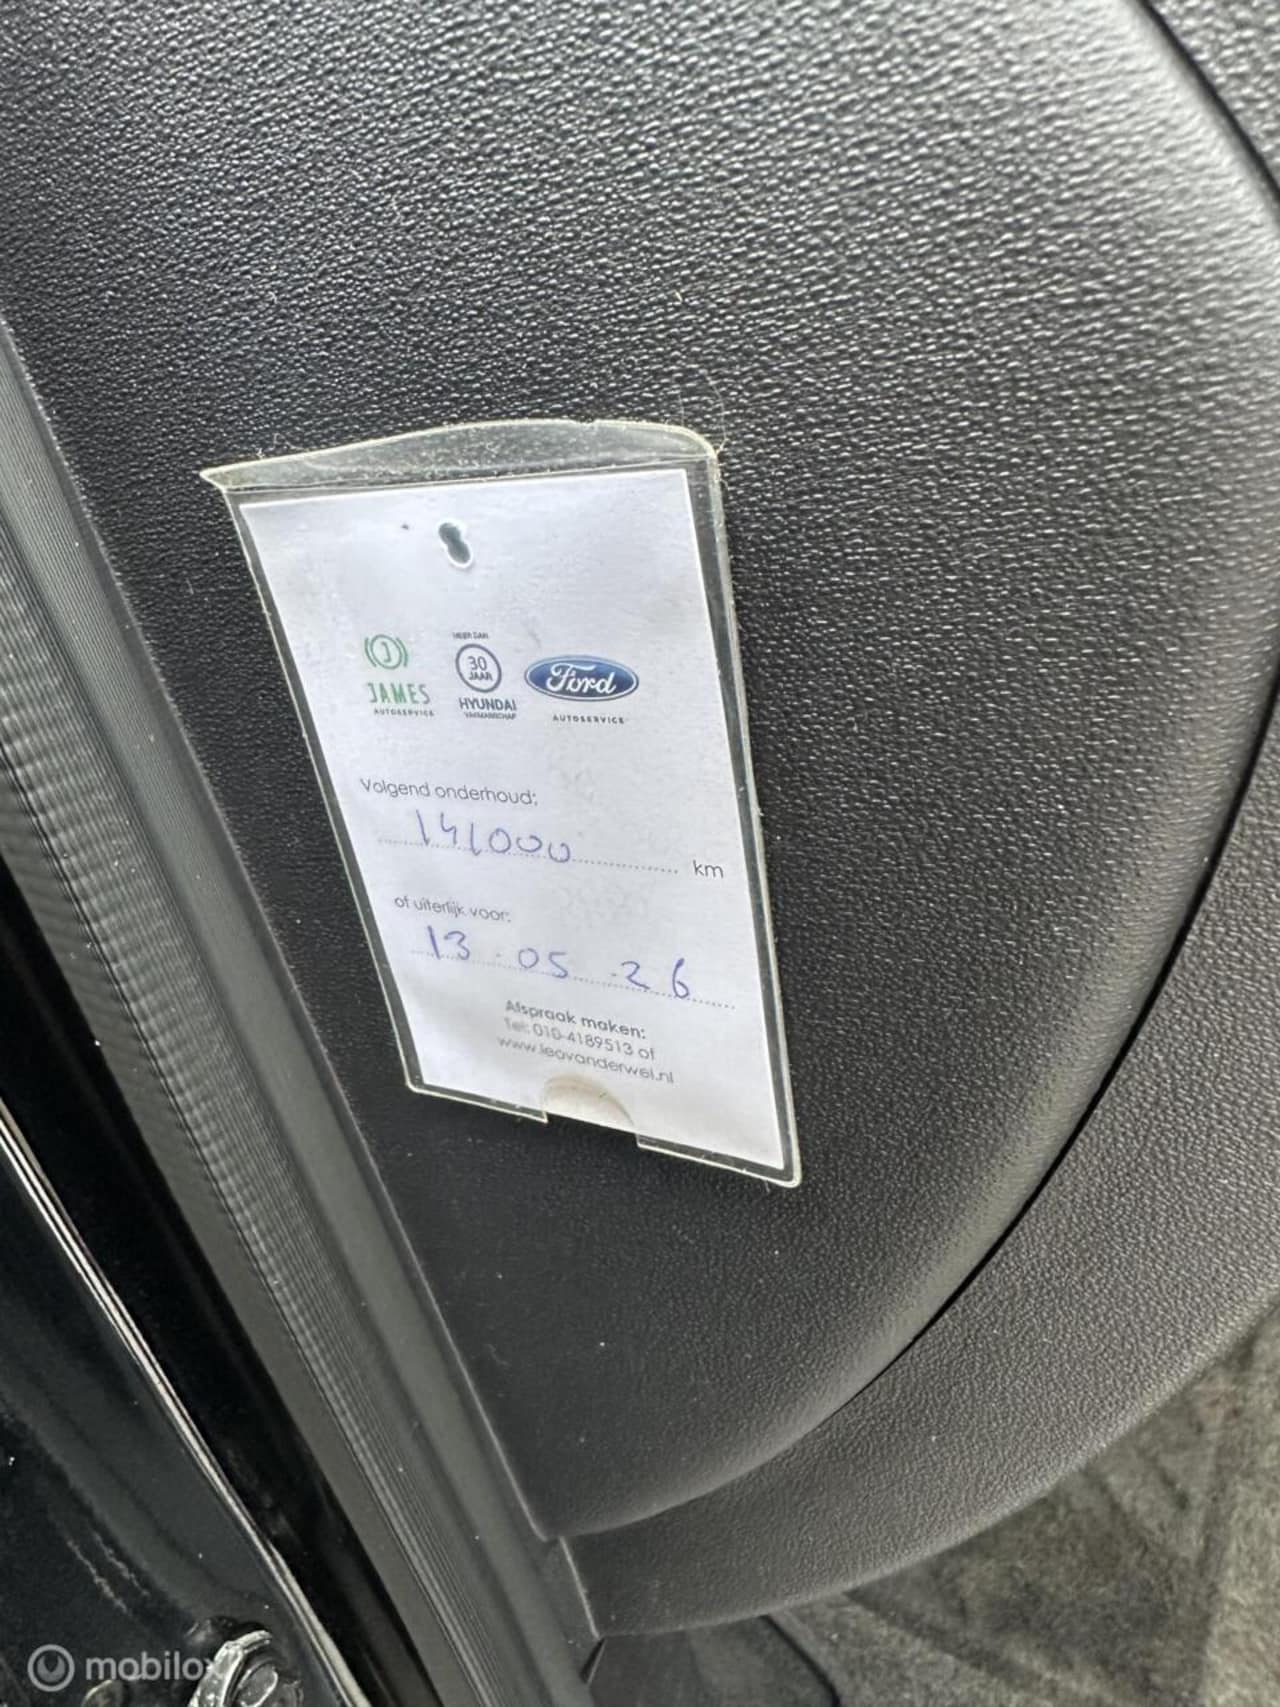 MEER DAN
J
30
JAAR
Ford
JAMES
HYUNDAI
AUTOSERVICE
VAKMANSCHAP
AUTOSERVICE
Volgend onderhoud:
141000 km
of uiterlijk voor:
13-05-26
Afspraak maken:
Tel: 010-4189513 of
www.leovanderwel.nl
mobilox